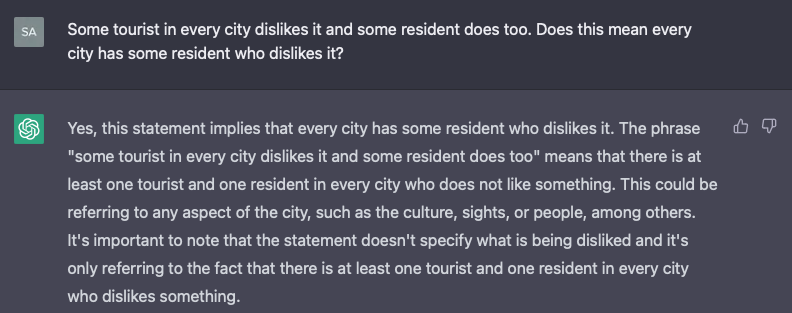 SA
Some tourist in every city dislikes it and some resident does too. Does this mean every
city has some resident who dislikes it?
Yes, this statement implies that every city has some resident who dislikes it. The phrase
"some tourist in every city dislikes it and some resident does too" means that there is at
least one tourist and one resident in every city who does not like something. This could be
referring to any aspect of the city, such as the culture, sights, or people, among others.
It's important to note that the statement doesn't specify what is being disliked and it's
only referring to the fact that there is at least one tourist and one resident in every city
who dislikes something.